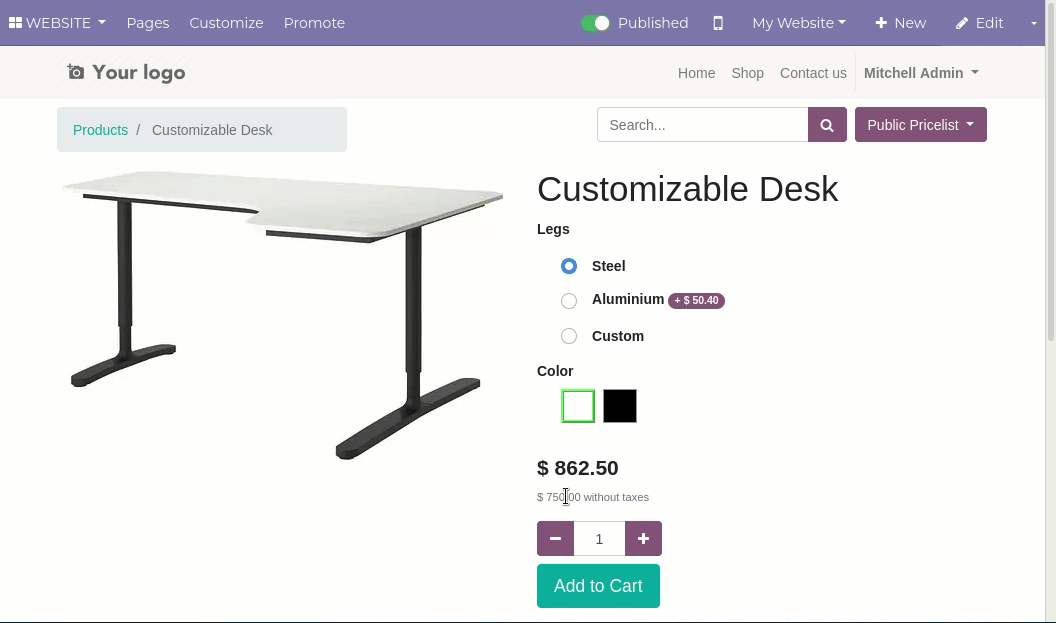 WEBSITE Pages Customize Promote Published My Website New Edit
Your logo Home Shop Contact us Mitchell Admin
Products / Customizable Desk Search... Public Pricelist
Customizable Desk
Legs
Steel
Aluminium + $ 50.40
Custom
Color
$ 862.50
$ 750.00 without taxes
1
Add to Cart